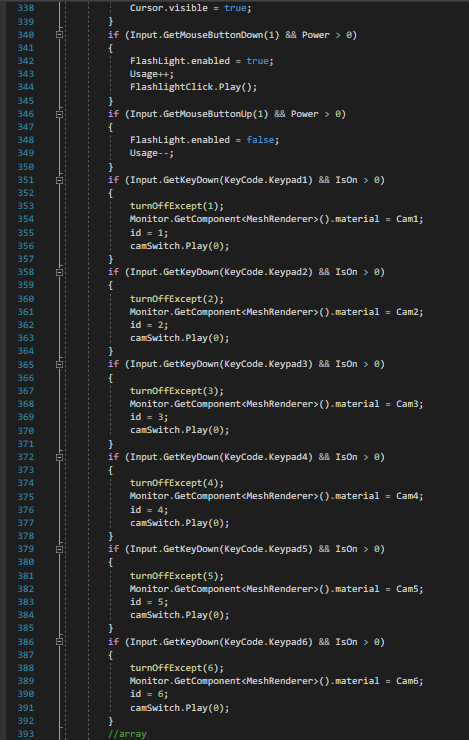 338 Cursor.visible = true;
339 }
340 if (Input.GetMouseButtonDown(1) && Power > 0)
341 {
342 FlashLight.enabled = true;
343 Usage++;
344 FlashlightClick.Play();
345 }
346 if (Input.GetMouseButtonUp(1) && Power > 0)
347 {
348 FlashLight.enabled = false;
349 Usage--;
350 }
351 if (Input.GetKeyDown(KeyCode.Keypad1) && IsOn > 0)
352 {
353 turnOffExcept(1);
354 Monitor.GetComponent<MeshRenderer>().material = Cam1;
355 id = 1;
356 camSwitch.Play(0);
357 }
358 if (Input.GetKeyDown(KeyCode.Keypad2) && IsOn > 0)
359 {
360 turnOffExcept(2);
361 Monitor.GetComponent<MeshRenderer>().material = Cam2;
362 id = 2;
363 camSwitch.Play(0);
364 }
365 if (Input.GetKeyDown(KeyCode.Keypad3) && IsOn > 0)
366 {
367 turnOffExcept(3);
368 Monitor.GetComponent<MeshRenderer>().material = Cam3;
369 id = 3;
370 camSwitch.Play(0);
371 }
372 if (Input.GetKeyDown(KeyCode.Keypad4) && IsOn > 0)
373 {
374 turnOffExcept(4);
375 Monitor.GetComponent<MeshRenderer>().material = Cam4;
376 id = 4;
377 camSwitch.Play(0);
378 }
379 if (Input.GetKeyDown(KeyCode.Keypad5) && IsOn > 0)
380 {
381 turnOffExcept(5);
382 Monitor.GetComponent<MeshRenderer>().material = Cam5;
383 id = 5;
384 camSwitch.Play(0);
385 }
386 if (Input.GetKeyDown(KeyCode.Keypad6) && IsOn > 0)
387 {
388 turnOffExcept(6);
389 Monitor.GetComponent<MeshRenderer>().material = Cam6;
390 id = 6;
391 camSwitch.Play(0);
392 }
393 //array